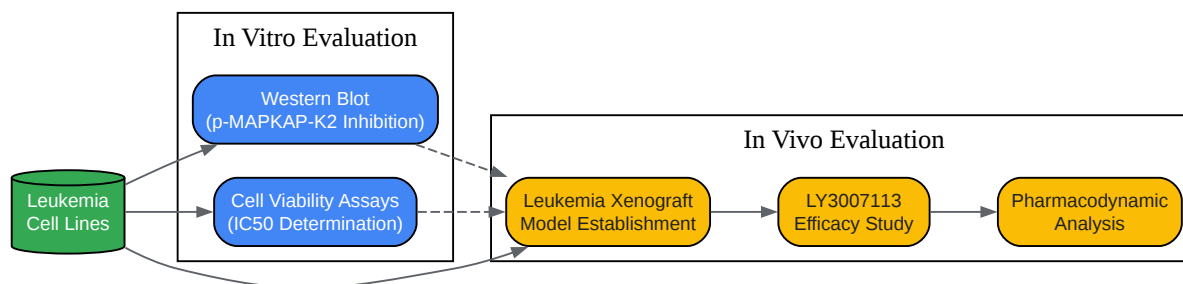 In Vitro Evaluation
Western Blot
(p-MAPKAP-K2 Inhibition)
Cell Viability Assays
(IC50 Determination)
Leukemia
Cell Lines
In Vivo Evaluation
Leukemia Xenograft
Model Establishment
LY3007113
Efficacy Study
Pharmacodynamic
Analysis